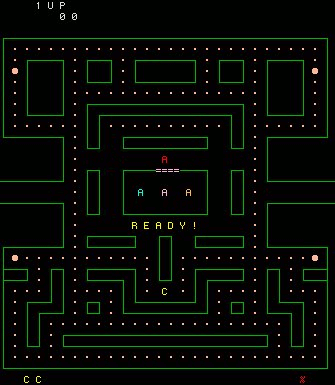 1UP
00
A
====
A A A
READY!
C
C C %